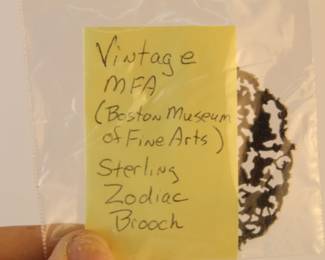 Vintage
MFA
(Boston Museum
of Fine Arts)
Sterling
Zodiac
Brooch